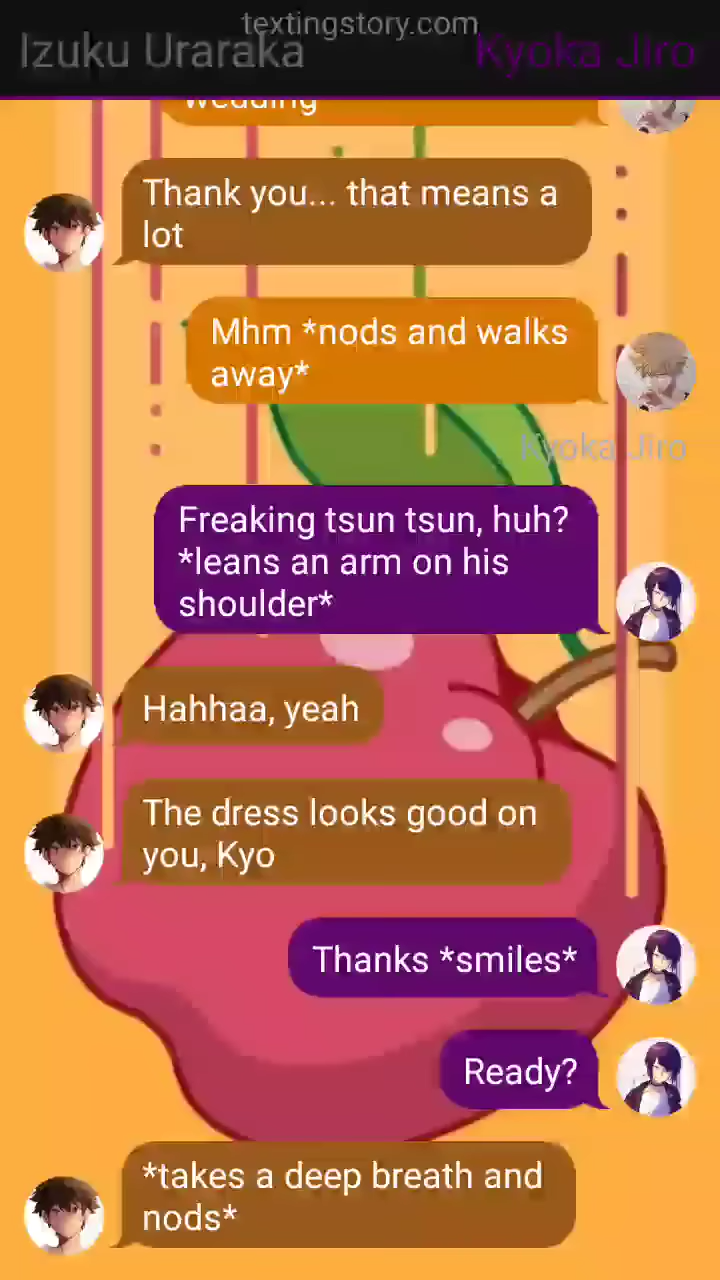 textingstory.com
Izuku Uraraka
Kyoka Jiro
wedding
Thank you... that means a
lot
Mhm *nods and walks
away*
Kyoka Jiro
Freaking tsun tsun, huh?
*leans an arm on his
shoulder*
Hahhaa, yeah
The dress looks good on
you, Kyo
Thanks *smiles*
Ready?
*takes a deep breath and
nods*